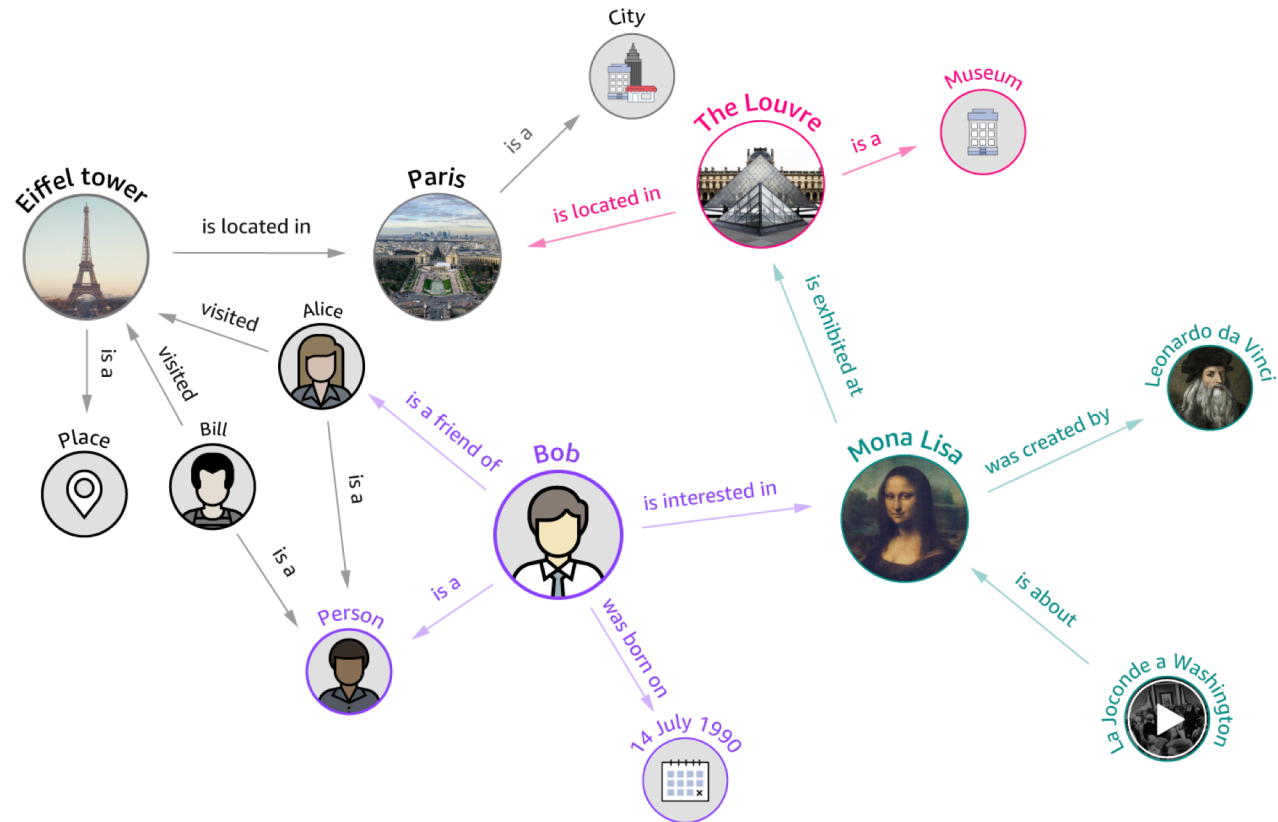 City
Museum
The Louvre
is a
is a
Eiffel tower
Paris
is located in
is located in
visited
Alice
is exhibited at
is a
visited
Leonardo da Vinci
Place
Bill
is a friend of
Bob
Mona Lisa
was created by
is a
is interested in
is a
is a
is about
Person
was born on
La Joconde a Washington
14 July 1990